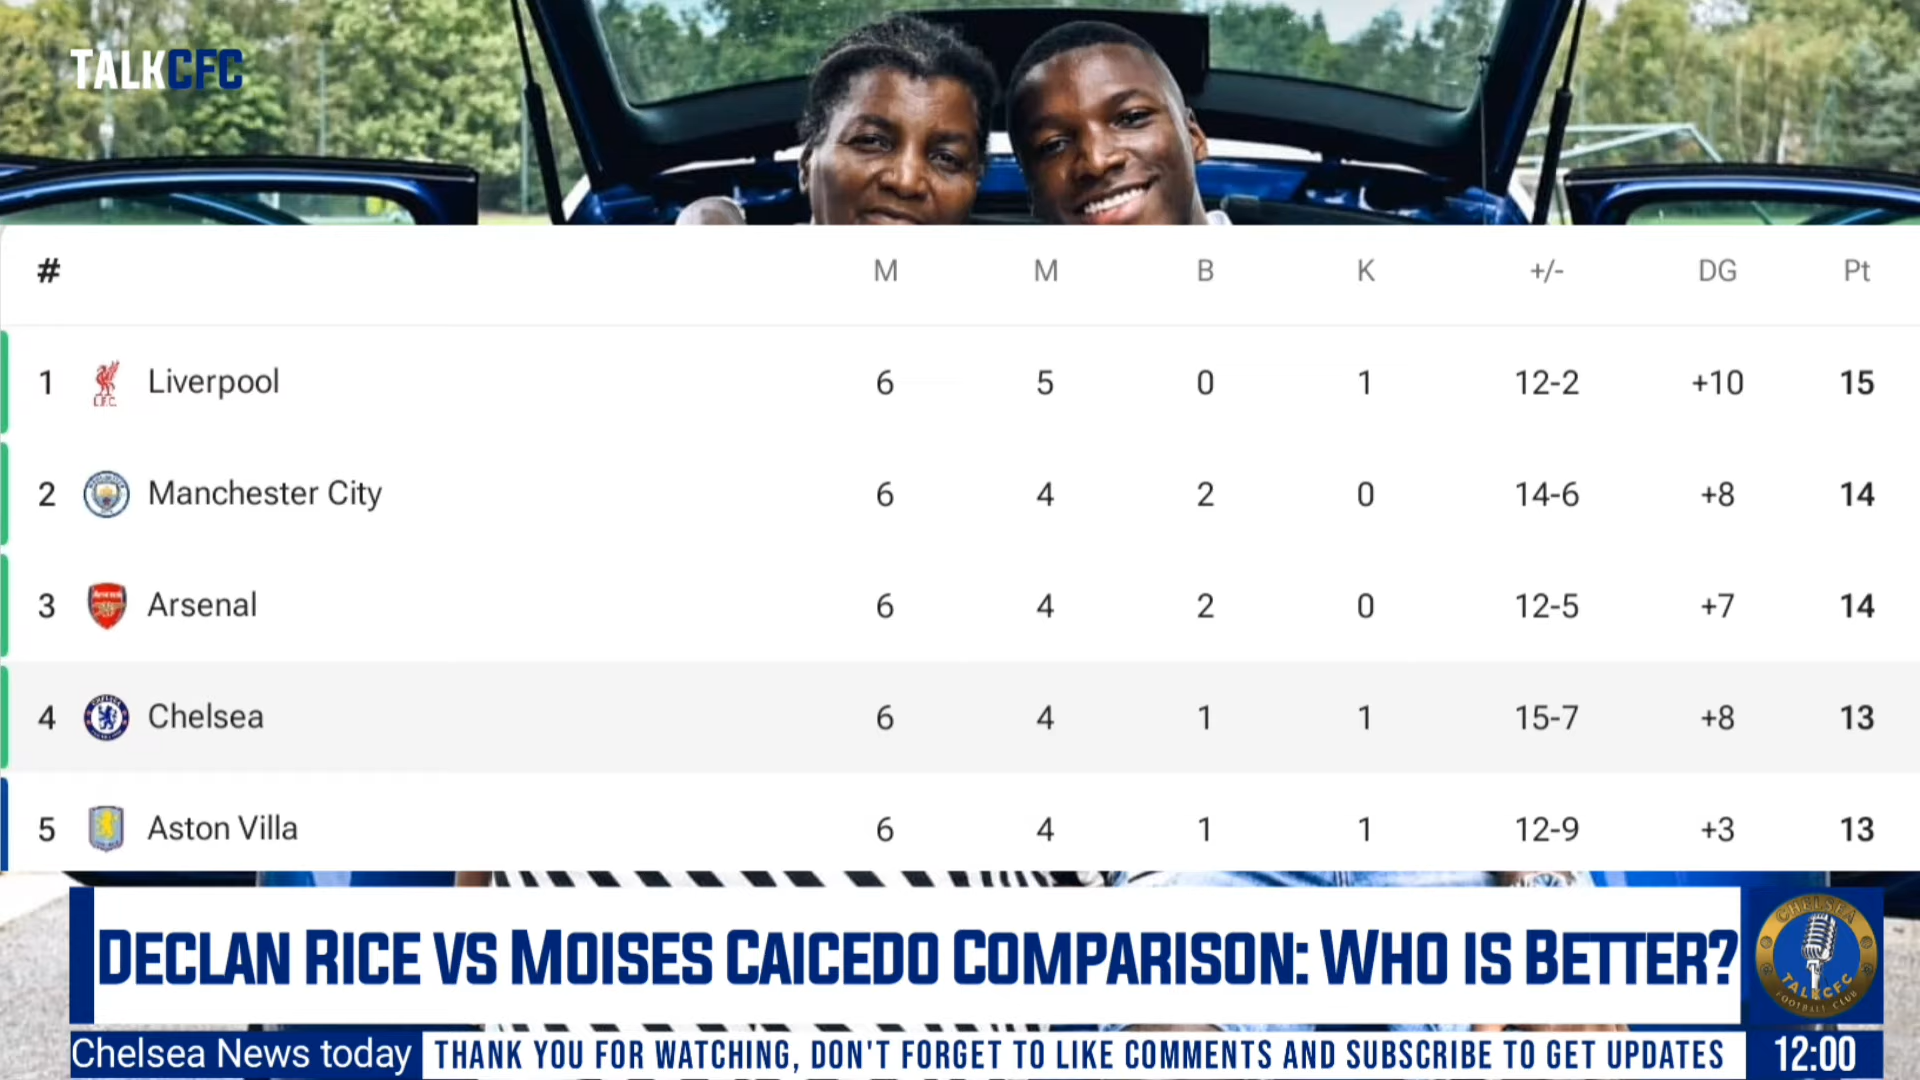 TALKCFC
# M M B K +/- DG Pt
1 L.F.C. Liverpool 6 5 0 1 12-2 +10 15
2 Manchester City 6 4 2 0 14-6 +8 14
3 Arsenal 6 4 2 0 12-5 +7 14
4 Chelsea 6 4 1 1 15-7 +8 13
5 Aston Villa 6 4 1 1 12-9 +3 13
DECLAN RICE VS MOISES CAICEDO COMPARISON: WHO IS BETTER?
CHELSEA
TALKCFC
FOOTBALL CLUB
Chelsea News today THANK YOU FOR WATCHING, DON'T FORGET TO LIKE COMMENTS AND SUBSCRIBE TO GET UPDATES 12:00